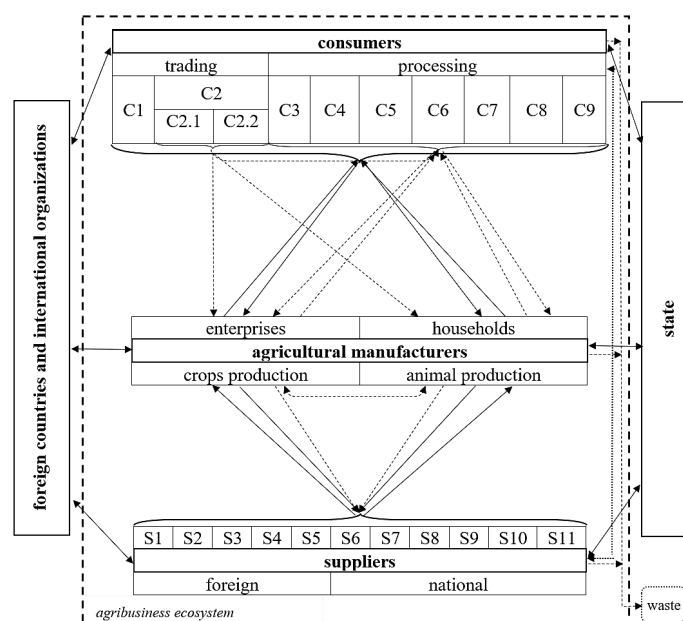 consumers
trading processing
C1 C2 C3 C4 C5 C6 C7 C8 C9
C2.1 C2.2
foreign countries and international organizations
state
enterprises households
agricultural manufacturers
crops production animal production
S1 S2 S3 S4 S5 S6 S7 S8 S9 S10 S11
suppliers
foreign national
agribusiness ecosystem
waste